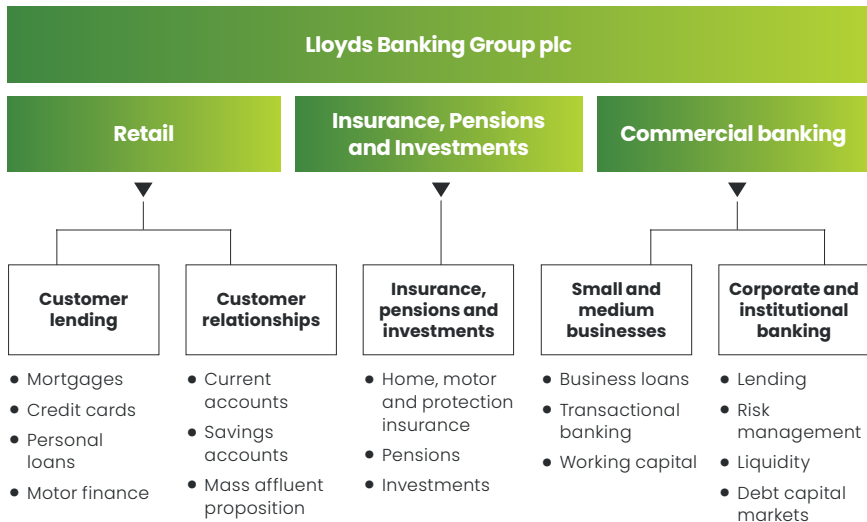 Lloyds Banking Group plc
Retail
Insurance, Pensions
and Investments
Commercial banking
Customer
lending
Customer
relationships
Insurance,
pensions and
investments
Small and
medium
businesses
Corporate and
institutional
banking
• Mortgages
• Credit cards
• Personal
loans
• Motor finance
• Current
accounts
• Savings
accounts
• Mass affluent
proposition
• Home, motor
and protection
insurance
• Pensions
• Investments
• Business loans
• Transactional
banking
• Working capital
• Lending
• Risk
management
• Liquidity
• Debt capital
markets